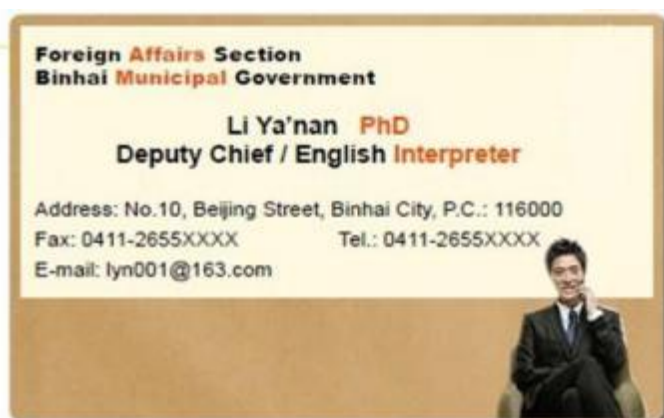 Foreign Affairs Section
Binhai Municipal Government
Li Ya'nan PhD
Deputy Chief / English Interpreter
Address: No.10, Beijing Street, Binhai City, P.C.: 116000
Fax: 0411-2655XXXX Tel.: 0411-2655XXXX
E-mail: lyn001@163.com